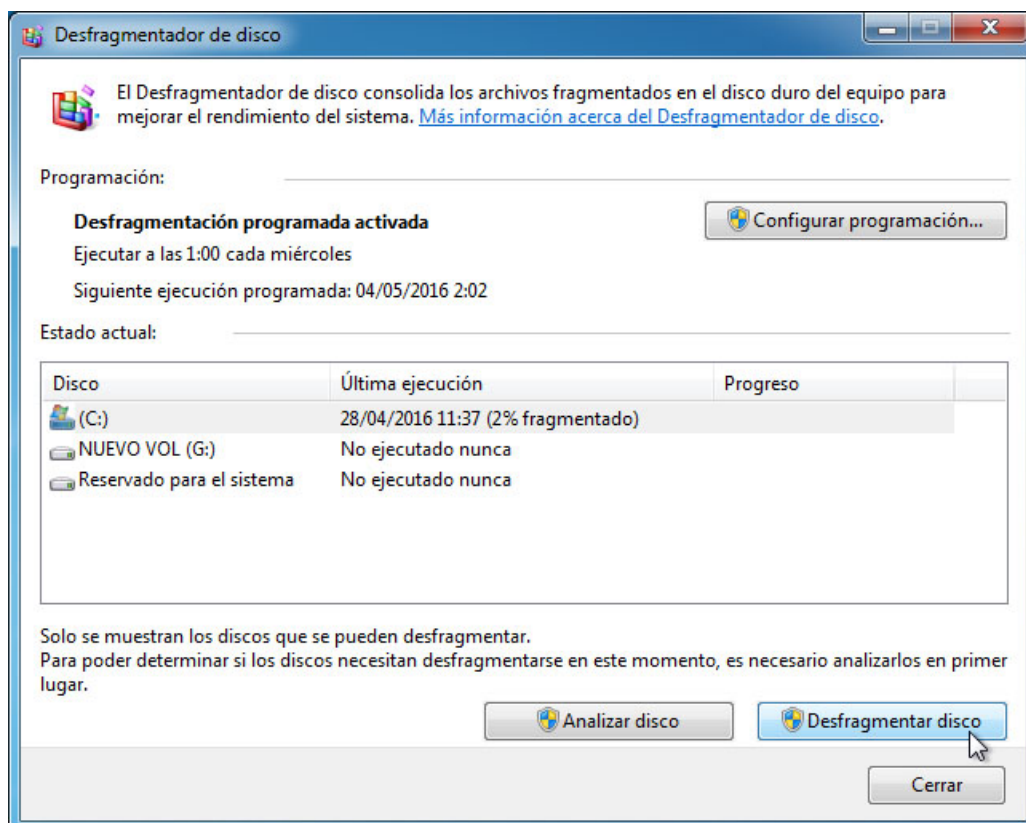 Desfragmentador de disco
El Desfragmentador de disco consolida los archivos fragmentados en el disco duro del equipo para
mejorar el rendimiento del sistema. Más información acerca del Desfragmentador de disco.
Programación:
Desfragmentación programada activada
Configurar programación...
Ejecutar a las 1:00 cada miércoles
Siguiente ejecución programada: 04/05/2016 2:02
Estado actual:
Disco Última ejecución Progreso
(C:) 28/04/2016 11:37 (2% fragmentado)
NUEVO VOL (G:) No ejecutado nunca
Reservado para el sistema No ejecutado nunca
Solo se muestran los discos que se pueden desfragmentar.
Para poder determinar si los discos necesitan desfragmentarse en este momento, es necesario analizarlos en primer
lugar.
Analizar disco Desfragmentar disco
Cerrar